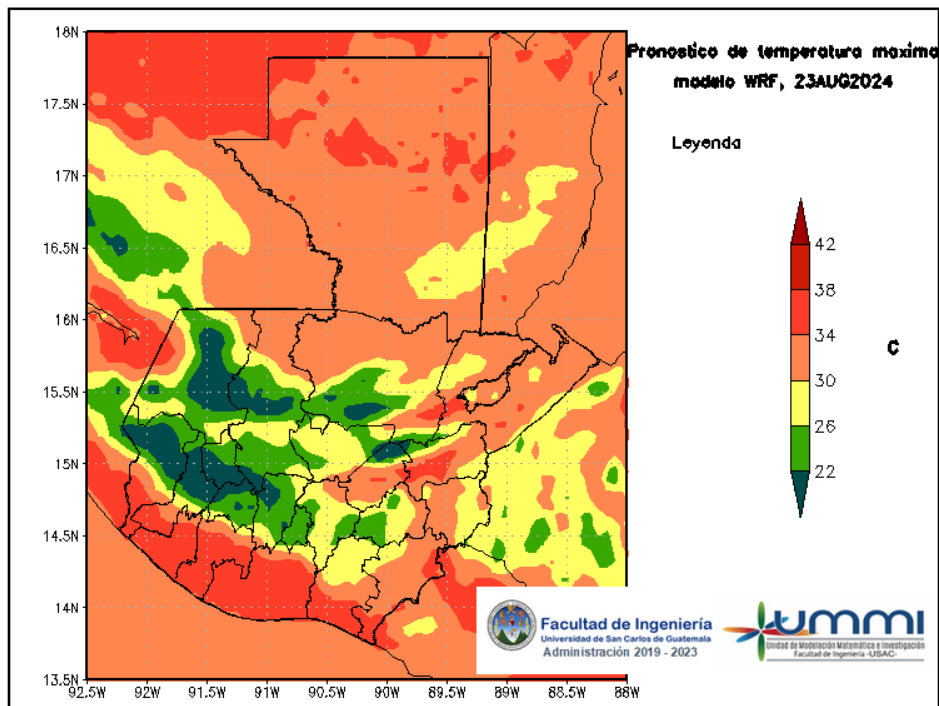 Pronostico de temperatura maxima
modelo WRF, 23AUG2024
Leyenda
42
38
34
30
26
22
C
18N
17.5N
17N
16.5N
16N
15.5N
15N
14.5N
14N
13.5N
92.5W 92W 91.5W 91W 90.5W 90W 89.5W 89W 88.5W 88W
Facultad de Ingeniería
Universidad de San Carlos de Guatemala
Administración 2019 - 2023
ummi
Unidad de Modelación Matemática e Investigación
Facultad de Ingeniería -USAC-